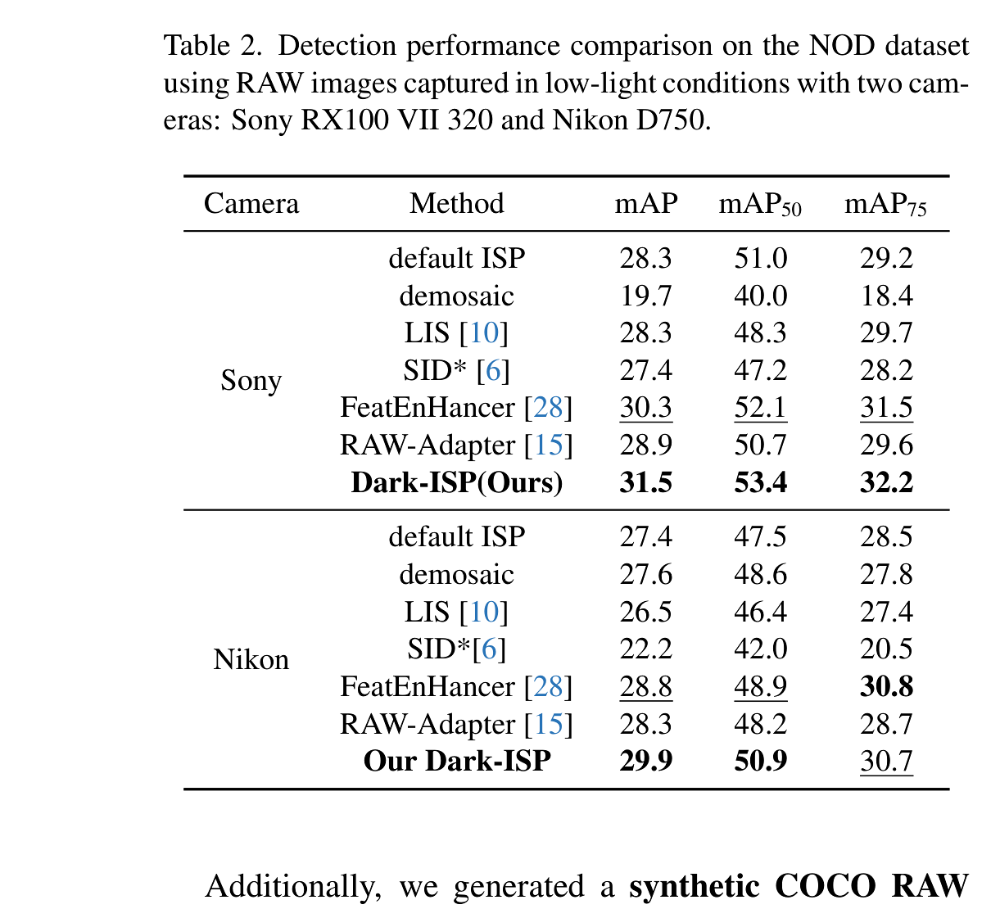 Table 2. Detection performance comparison on the NOD dataset
using RAW images captured in low-light conditions with two cam-
eras: Sony RX100 VII 320 and Nikon D750.
Camera Method mAP mAP50 mAP75
default ISP 28.3 51.0 29.2
demosaic 19.7 40.0 18.4
LIS [10] 28.3 48.3 29.7
Sony
SID* [6] 27.4 47.2 28.2
FeatEnHancer [28] 30.3 52.1 31.5
RAW-Adapter [15] 28.9 50.7 29.6
Dark-ISP(Ours) 31.5 53.4 32.2
default ISP 27.4 47.5 28.5
demosaic 27.6 48.6 27.8
LIS [10] 26.5 46.4 27.4
Nikon
SID*[6] 22.2 42.0 20.5
FeatEnHancer [28] 28.8 48.9 30.8
RAW-Adapter [15] 28.3 48.2 28.7
Our Dark-ISP 29.9 50.9 30.7
Additionally, we generated a synthetic COCO RAW